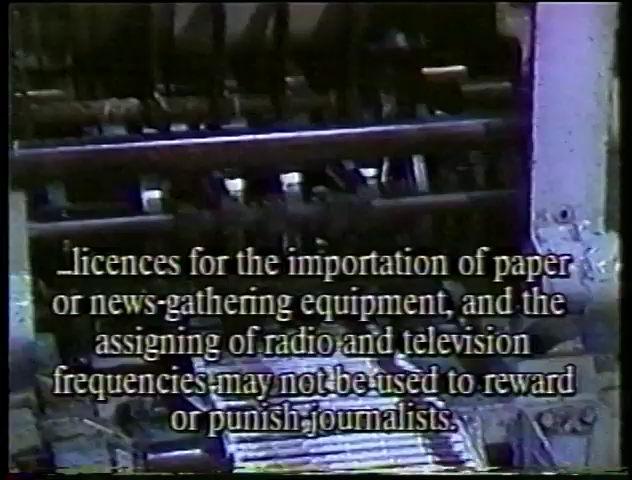 ...licences for the importation of paper
or news-gathering equipment, and the
assigning of radio and television
frequencies may not be used to reward
or punish journalists.